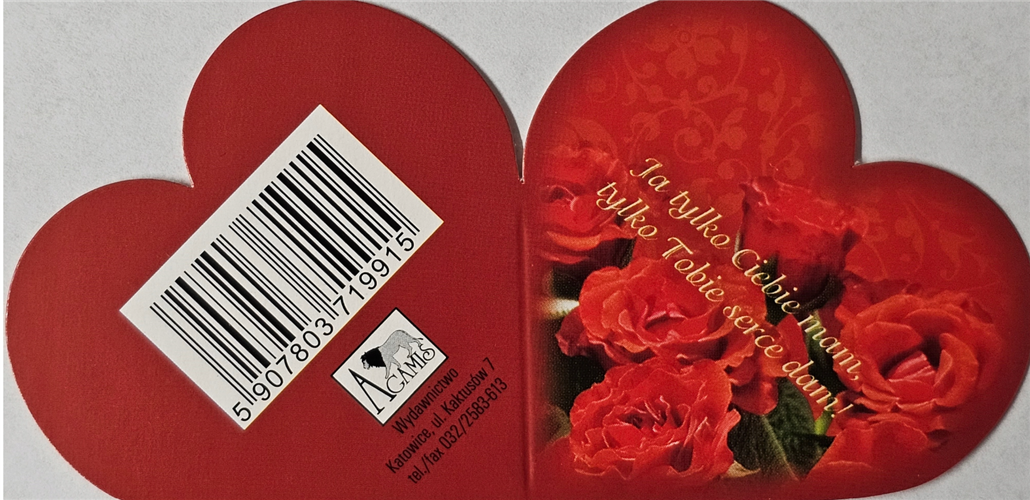 5 907803 719915
AGAMIS
Wydawnictwo
Katowice, ul. Kaktusów 7
tel./fax 032/2583-613
Ja tylko Ciebie mam,
tylko Tobie serce dam!